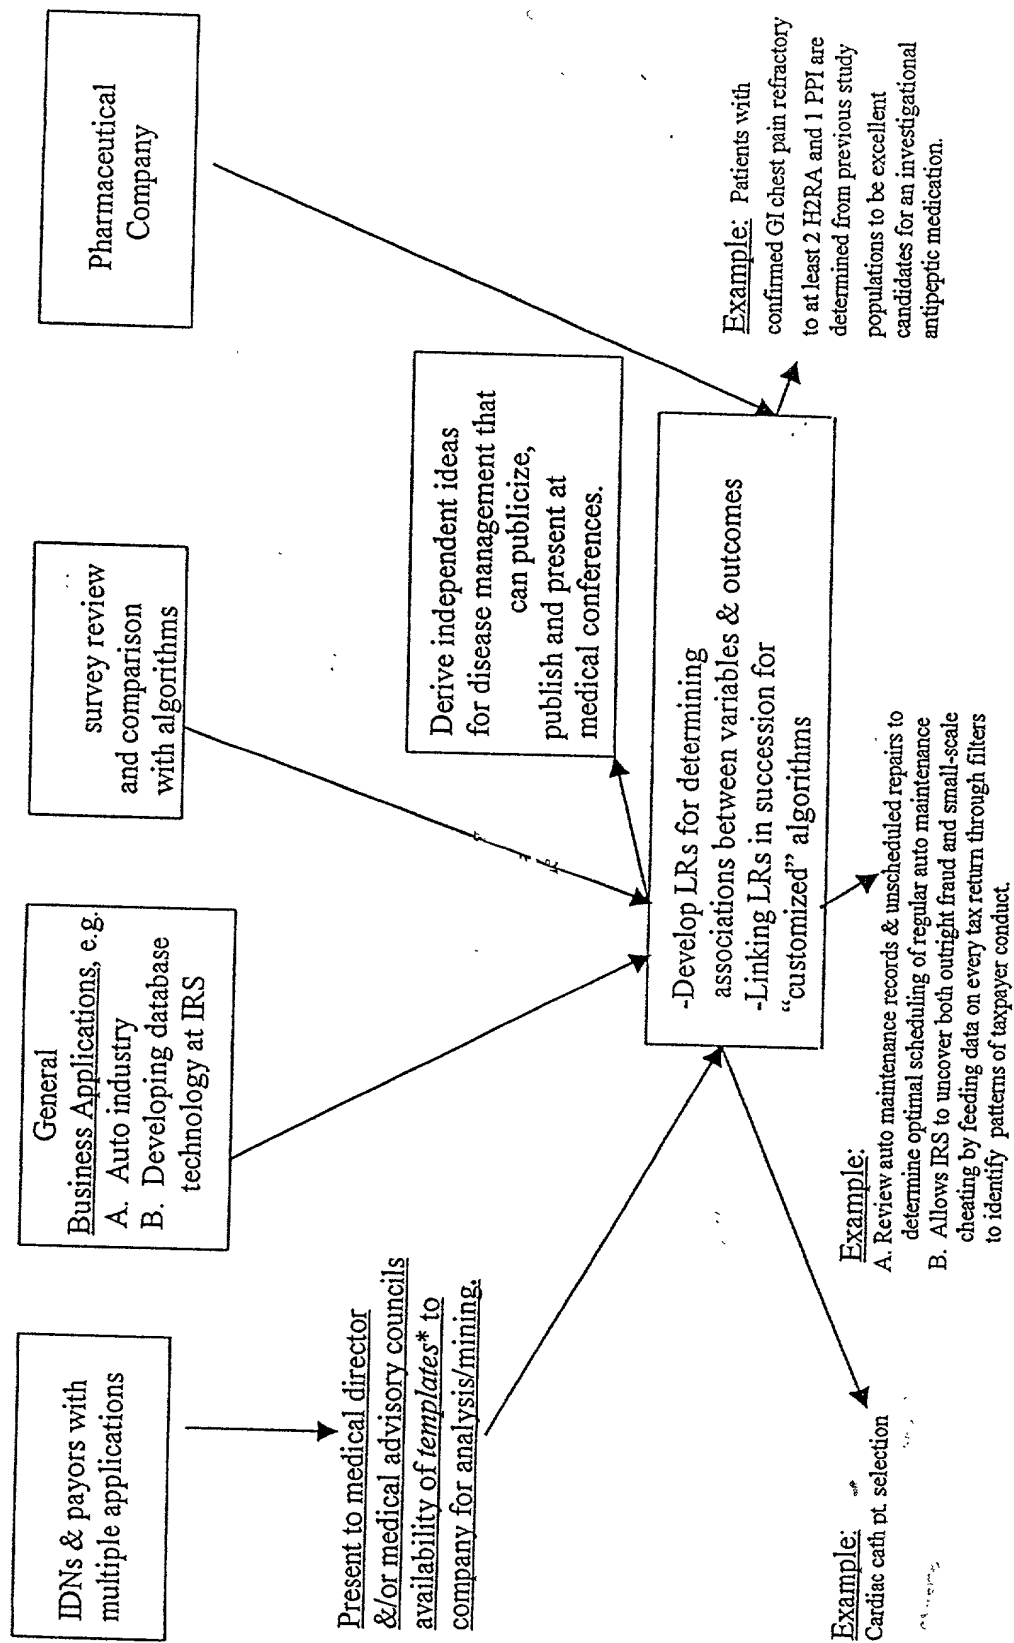 IDNs & payors with
multiple applications
General
Business Applications, e.g.
A. Auto industry
B. Developing database
technology at IRS
survey review
and comparison
with algorithms
Pharmaceutical
Company
Present to medical director
&/or medical advisory councils
availability of templates* to
company for analysis/mining.
Derive independent ideas
for disease management that
can publicize,
publish and present at
medical conferences.
-Develop LRs for determining
associations between variables & outcomes
-Linking LRs in succession for
“customized” algorithms
Example:
Cardiac cath pt. selection
Example:
A. Review auto maintenance records & unscheduled repairs to
determine optimal scheduling of regular auto maintenance
B. Allows IRS to uncover both outright fraud and small-scale
cheating by feeding data on every tax return through filters
to identify patterns of taxpayer conduct.
Example: Patients with
confirmed GI chest pain refractory
to at least 2 H2RA and 1 PPI are
determined from previous study
populations to be excellent
candidates for an investigational
antipeptic medication.